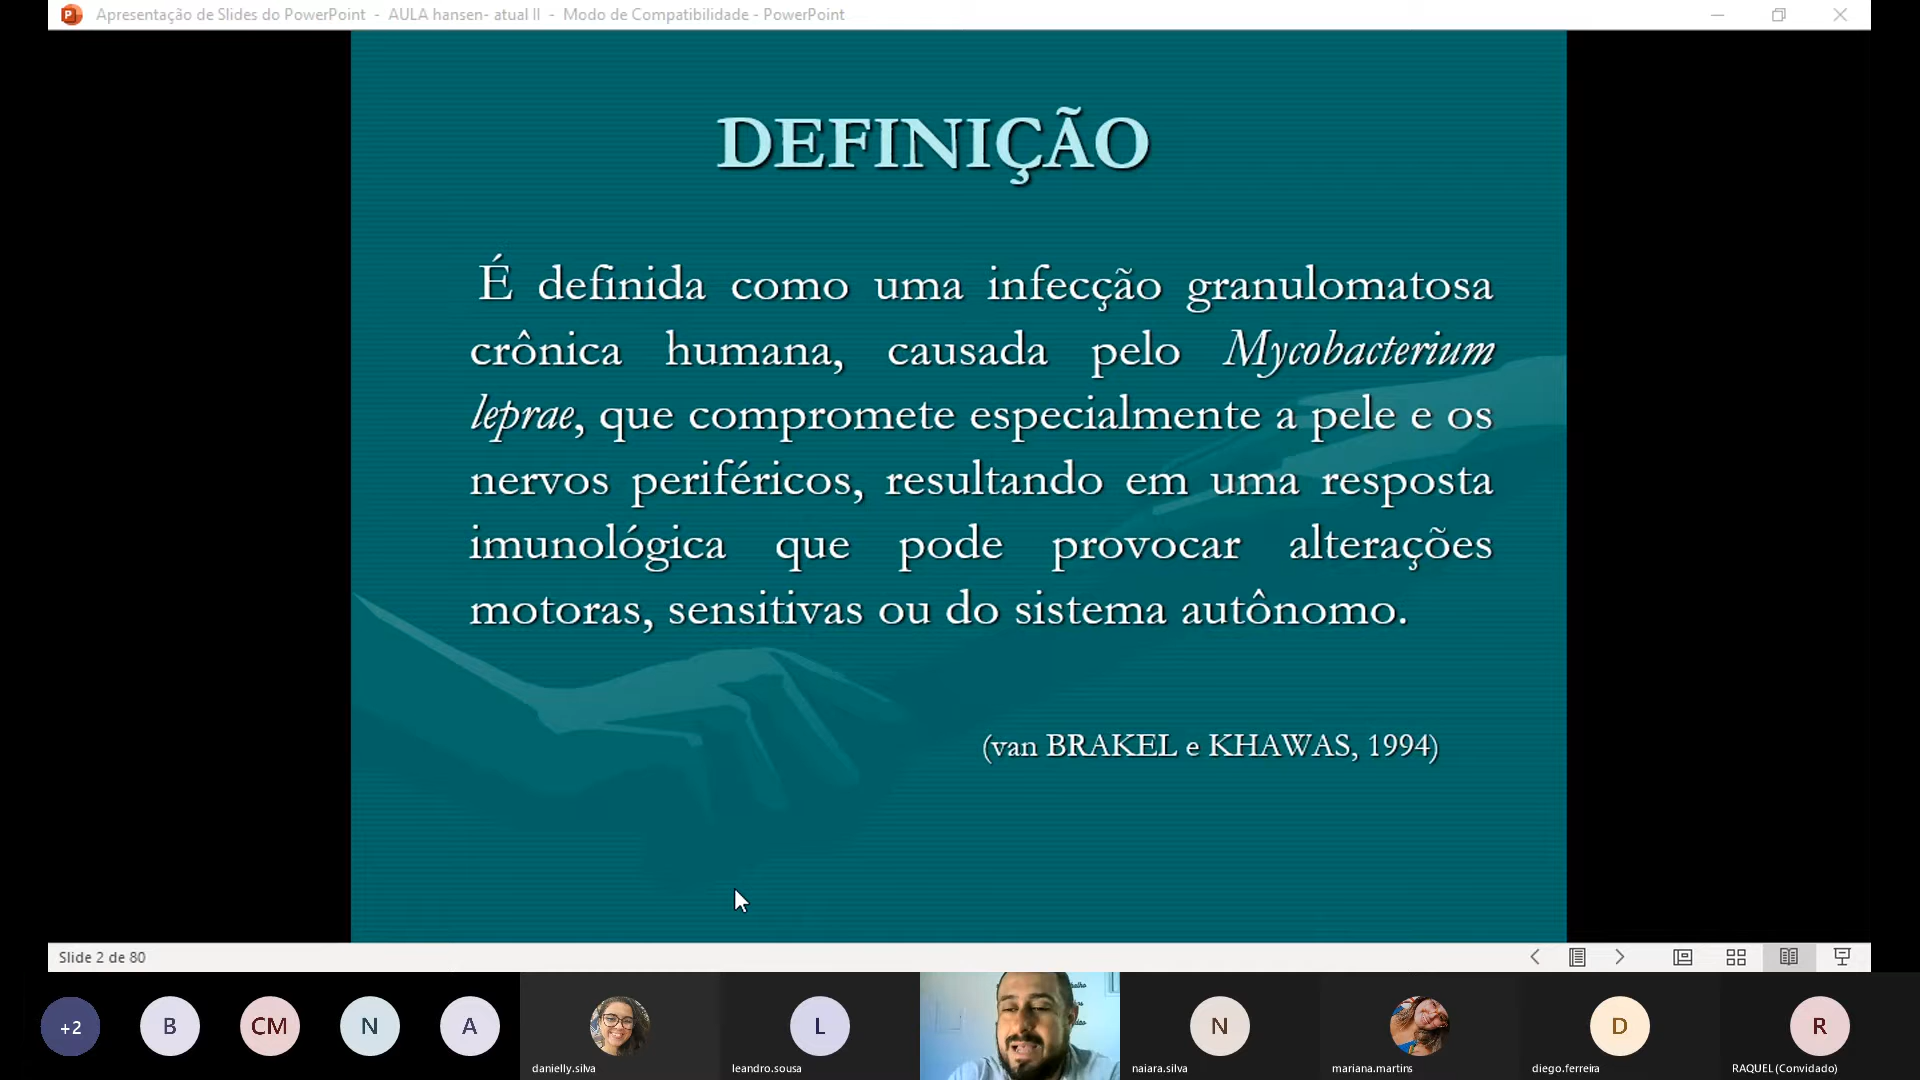 Apresentação de Slides do PowerPoint - AULA hansen- atual II - Modo de Compatibilidade - PowerPoint
DEFINIÇÃO
É definida como uma infecção granulomatosa
crônica humana, causada pelo Mycobacterium
leprae, que compromete especialmente a pele e os
nervos periféricos, resultando em uma resposta
imunológica que pode provocar alterações
motoras, sensitivas ou do sistema autônomo.
(van BRAKEL e KHAWAS, 1994)
Slide 2 de 80
+2 B CM N A L N D R
danielly.silva leandro.sousa naiara.silva mariana.martins diego.ferreira RAQUEL (Convidado)